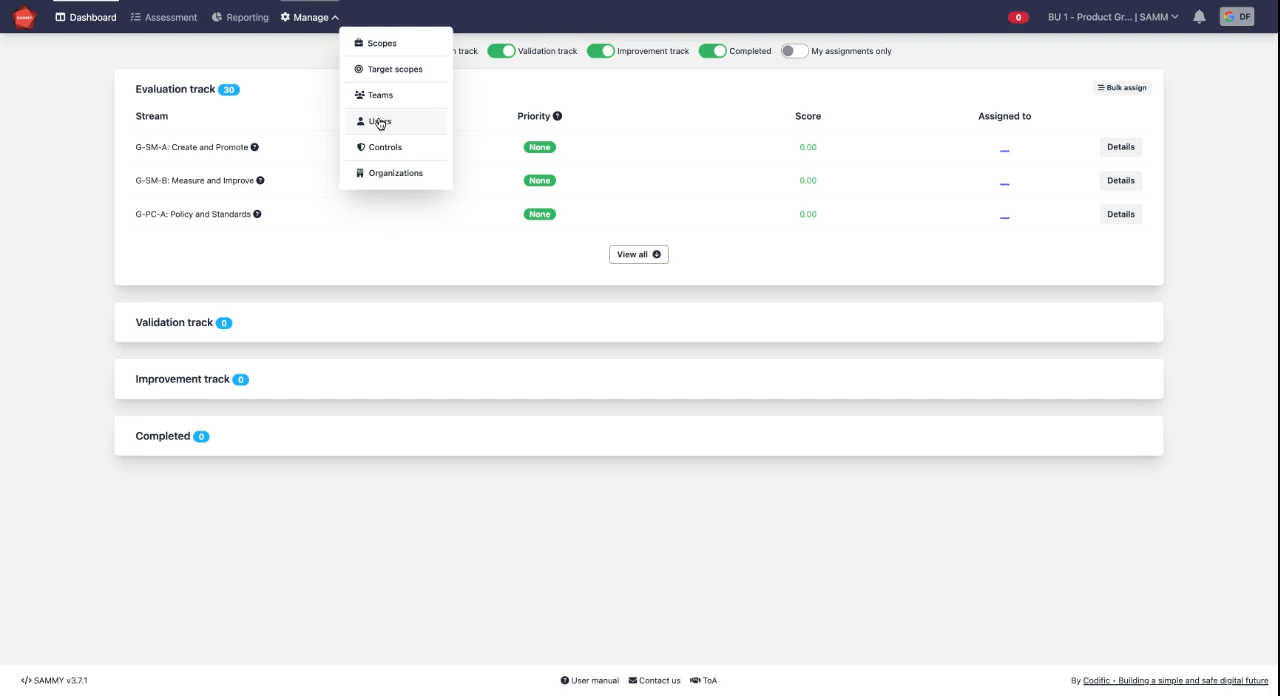 SAMMY
Dashboard
Assessment
Reporting
Manage
0
BU 1 - Product Gr... | SAMM
DF
Scopes
Target scopes
Teams
Users
Controls
Organizations
track
Validation track
Improvement track
Completed
My assignments only
Evaluation track 30
Bulk assign
Stream Priority Score Assigned to
G-SM-A: Create and Promote None 0.00 Details
G-SM-B: Measure and Improve None 0.00 Details
G-PC-A: Policy and Standards None 0.00 Details
View all
Validation track 0
Improvement track 0
Completed 0
</> SAMMY v3.7.1
User manual
Contact us
ToA
By Codific - Building a simple and safe digital future